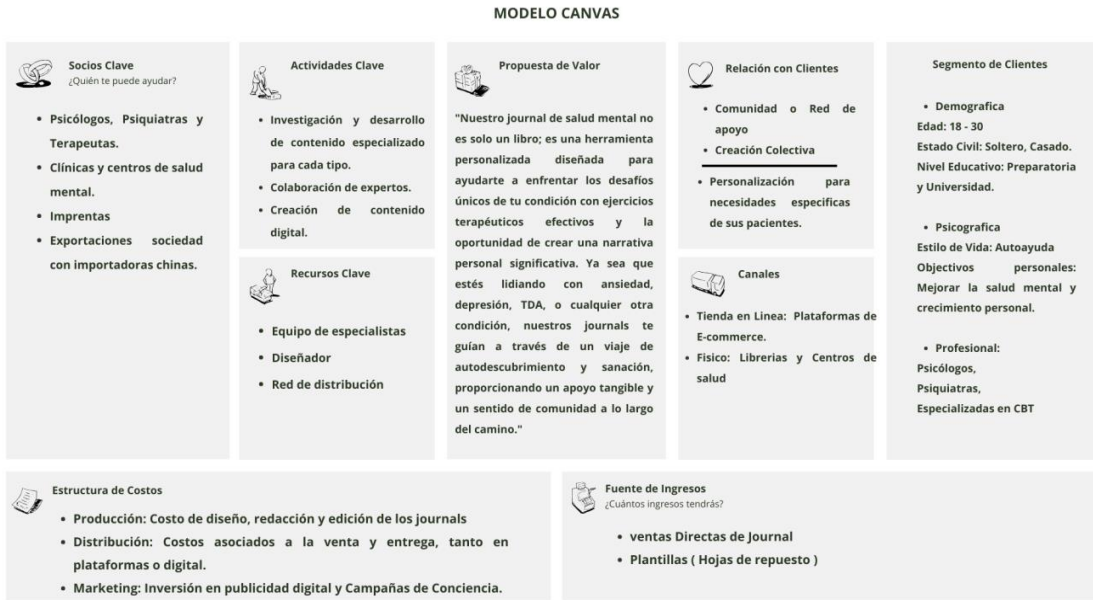 MODELO CANVAS
Socios Clave
¿Quién te puede ayudar?
• Psicólogos, Psiquiatras y
Terapeutas.
• Clínicas y centros de salud
mental.
• Imprentas
• Exportaciones sociedad
con importadoras chinas.
Actividades Clave
• Investigación y desarrollo
de contenido especializado
para cada tipo.
• Colaboración de expertos.
• Creación de contenido
digital.
Recursos Clave
• Equipo de especialistas
• Diseñador
• Red de distribución
Propuesta de Valor
"Nuestro journal de salud mental no
es solo un libro; es una herramienta
personalizada diseñada para
ayudarte a enfrentar los desafíos
únicos de tu condición con ejercicios
terapéuticos efectivos y la
oportunidad de crear una narrativa
personal significativa. Ya sea que
estés lidiando con ansiedad,
depresión, TDA, o cualquier otra
condición, nuestros journals te
guían a través de un viaje de
autodescubrimiento y sanación,
proporcionando un apoyo tangible y
un sentido de comunidad a lo largo
del camino."
Relación con Clientes
• Comunidad o Red de
apoyo
• Creación Colectiva
• Personalización para
necesidades especificas
de sus pacientes.
Canales
• Tienda en Linea: Plataformas de
E-commerce.
• Fisico: Librerias y Centros de
salud
Segmento de Clientes
• Demografica
Edad: 18 - 30
Estado Civil: Soltero, Casado.
Nivel Educativo: Preparatoria
y Universidad.
• Psicografica
Estilo de Vida: Autoayuda
Objectivos personales:
Mejorar la salud mental y
crecimiento personal.
• Profesional:
Psicólogos,
Psiquiatras,
Especializadas en CBT
Estructura de Costos
• Producción: Costo de diseño, redacción y edición de los journals
• Distribución: Costos asociados a la venta y entrega, tanto en
plataformas o digital.
• Marketing: Inversión en publicidad digital y Campañas de Conciencia.
Fuente de Ingresos
¿Cuántos ingresos tendrás?
• ventas Directas de Journal
• Plantillas ( Hojas de repuesto )